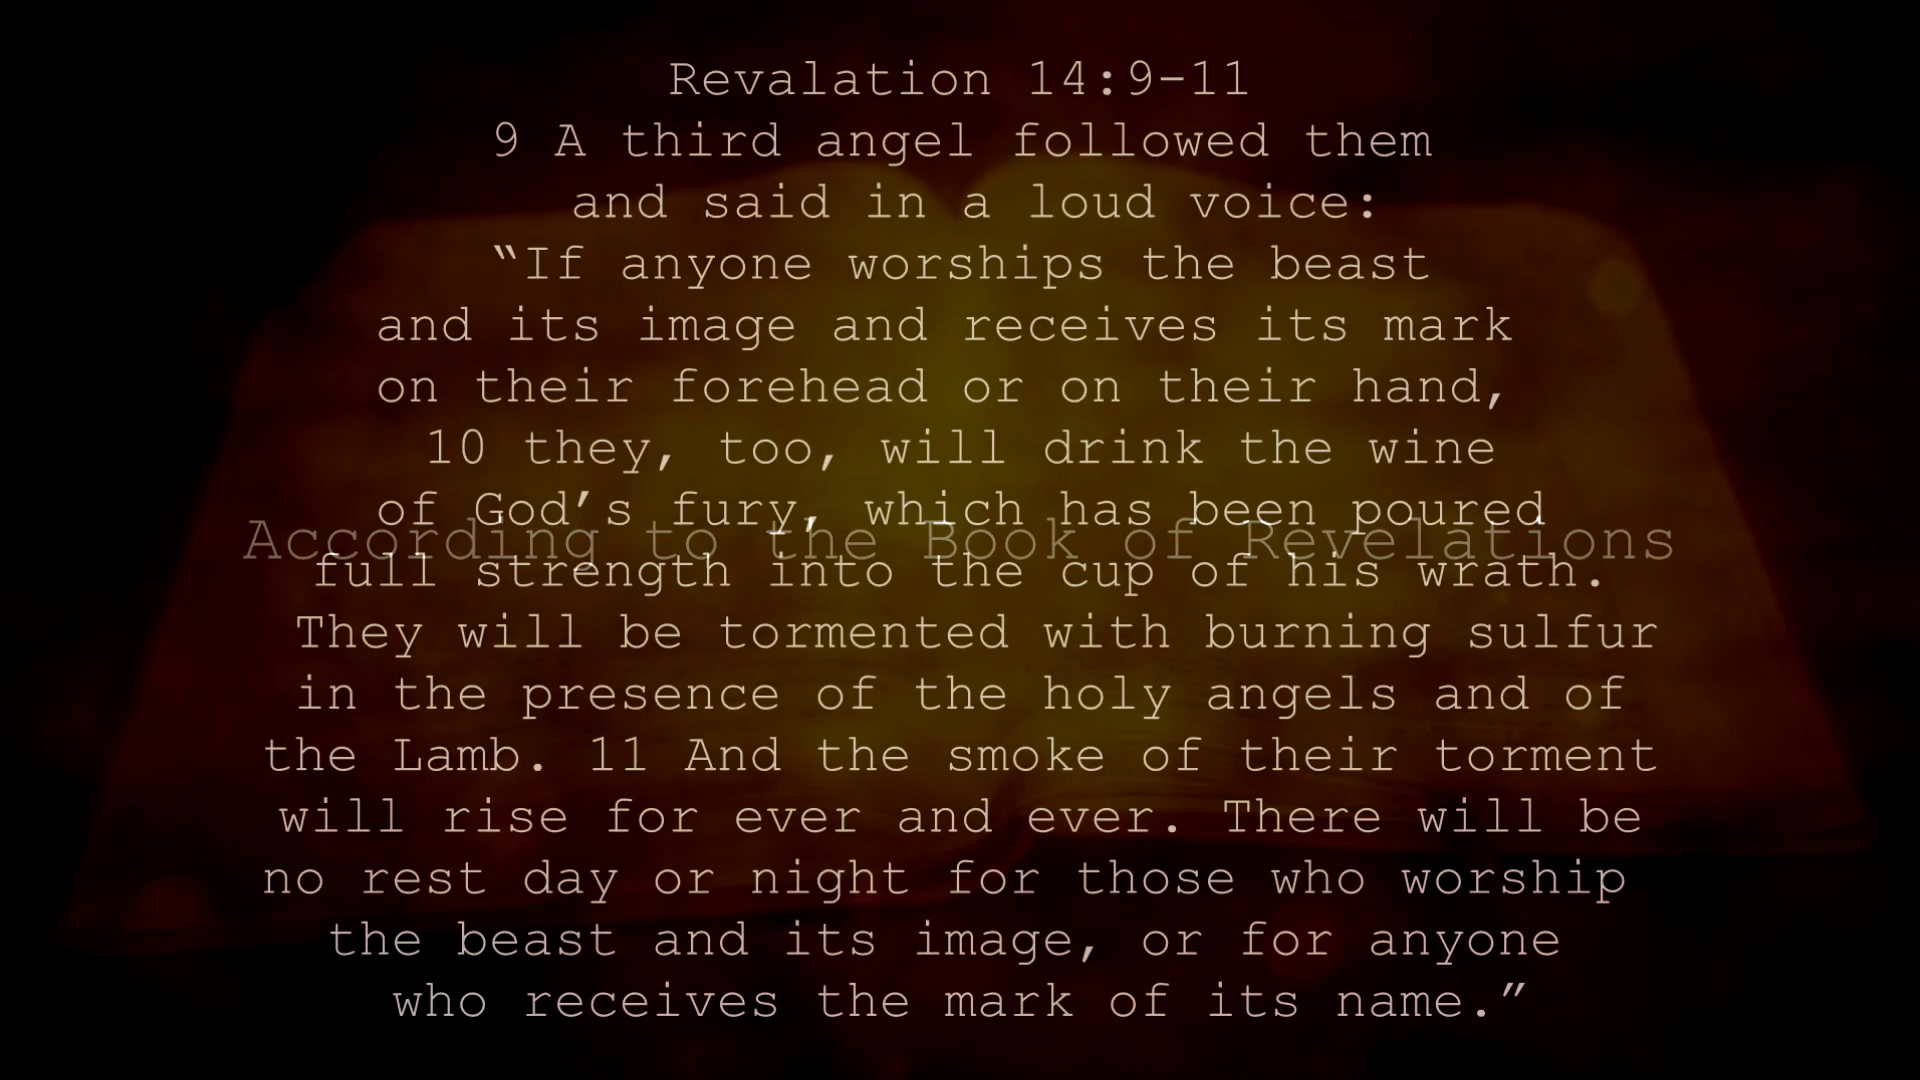 Revalation 14:9-11
9 A third angel followed them
and said in a loud voice:
“If anyone worships the beast
and its image and receives its mark
on their forehead or on their hand,
10 they, too, will drink the wine
of God’s fury, which has been poured
According to the Book of Revelations
full strength into the cup of his wrath.
They will be tormented with burning sulfur
in the presence of the holy angels and of
the Lamb. 11 And the smoke of their torment
will rise for ever and ever. There will be
no rest day or night for those who worship
the beast and its image, or for anyone
who receives the mark of its name.”